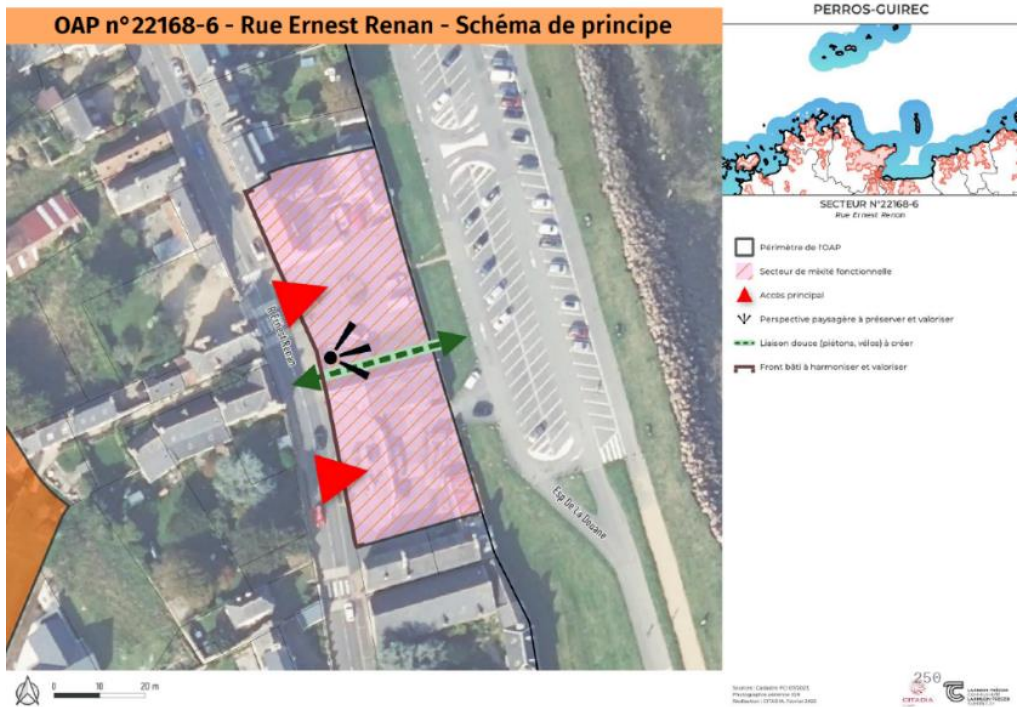 OAP n°22168-6 - Rue Ernest Renan - Schéma de principe
PERROS-GUIREC
SECTEUR N°22168-6
Rue Ernest Renan
Périmètre de l'OAP
Secteur de mixité fonctionnelle
Accès principal
Perspective paysagère à préserver et valoriser
Liaison douce (piétons, vélos) à créer
Front bâti à harmoniser et valoriser
R Ernest Renan
Esp De La Douane
0 10 20 m
250
CITADIA